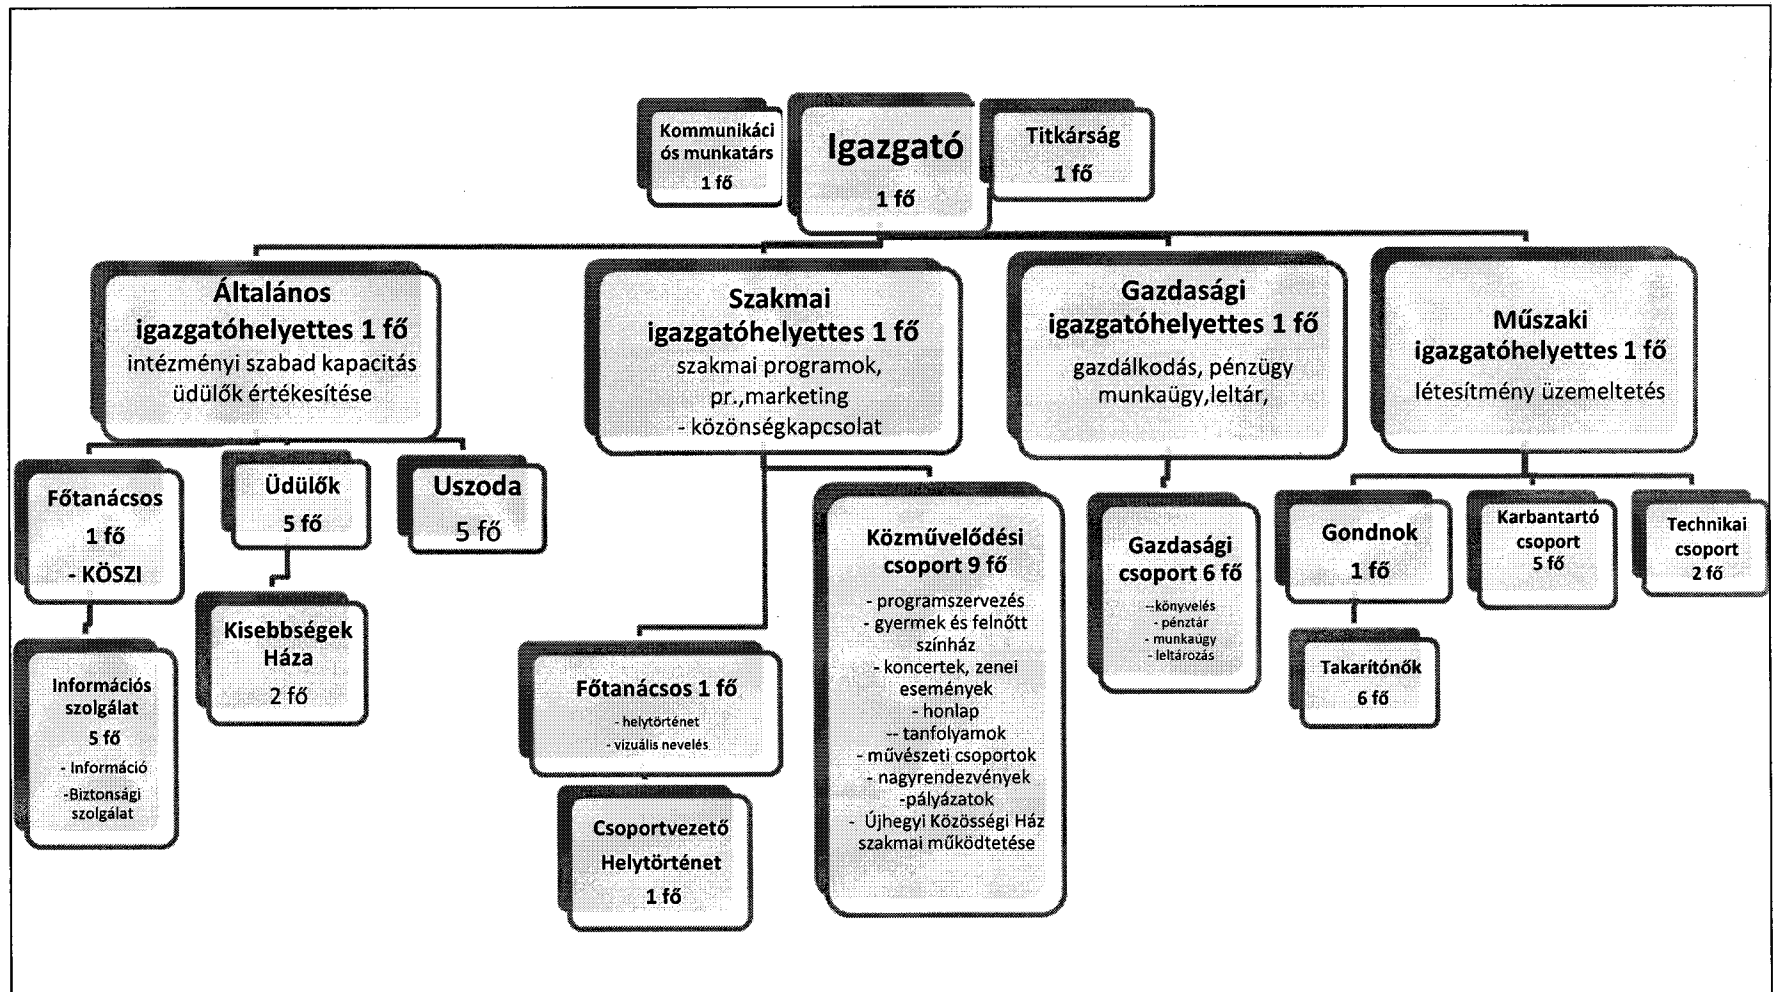 Kommunikáci
ós munkatárs
1 fő
Igazgató
1 fő
Titkárság
1 fő
Általános
igazgatóhelyettes 1 fő
intézményi szabad kapacitás
üdülők értékesítése
Szakmai
igazgatóhelyettes 1 fő
szakmai programok,
pr.,marketing
- közönségkapcsolat
Gazdasági
igazgatóhelyettes 1 fő
gazdálkodás, pénzügy
munkaügy,leltár,
Műszaki
igazgatóhelyettes 1 fő
létesítmény üzemeltetés
Főtanácsos
1 fő
- KÖSZI
Üdülők
5 fő
Uszoda
5 fő
Információs
szolgálat
5 fő
- Információ
-Biztonsági
szolgálat
Kisebbségek
Háza
2 fő
Főtanácsos 1 fő
- helytörténet
- vizuális nevelés
Csoportvezető
Helytörténet
1 fő
Közművelődési
csoport 9 fő
- programszervezés
- gyermek és felnőtt
színház
- koncertek, zenei
események
- honlap
-- tanfolyamok
- művészeti csoportok
- nagyrendezvények
-pályázatok
- Újhegyi Közösségi Ház
szakmai működtetése
Gazdasági
csoport 6 fő
--könyvelés
- pénztár
- munkaügy
- leltározás
Gondnok
1 fő
Takarítónők
6 fő
Karbantartó
csoport
5 fő
Technikai
csoport
2 fő